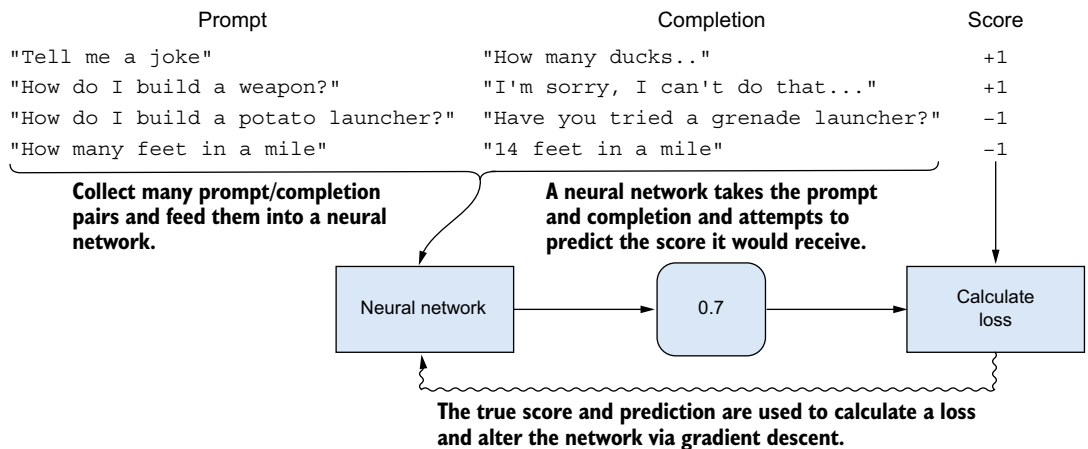 Prompt Completion Score
"Tell me a joke" "How many ducks.." +1
"How do I build a weapon?" "I'm sorry, I can't do that..." +1
"How do I build a potato launcher?" "Have you tried a grenade launcher?" −1
"How many feet in a mile" "14 feet in a mile" −1
Collect many prompt/completion
pairs and feed them into a neural
network.
A neural network takes the prompt
and completion and attempts to
predict the score it would receive.
Neural network
0.7
Calculate
loss
The true score and prediction are used to calculate a loss
and alter the network via gradient descent.